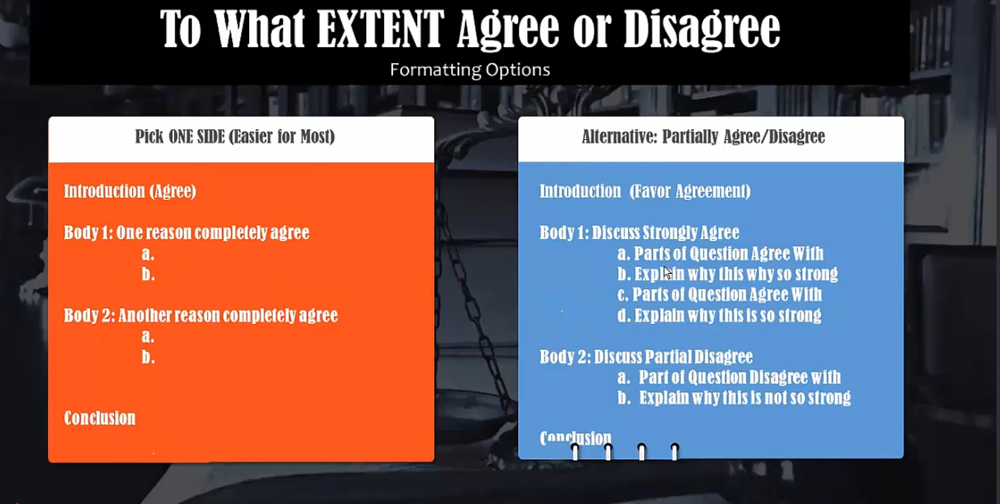 To What EXTENT Agree or Disagree
Formatting Options
Pick ONE SIDE (Easier for Most)
Introduction (Agree)
Body 1: One reason completely agree
a.
b.
Body 2: Another reason completely agree
a.
b.
Conclusion
Alternative: Partially Agree/Disagree
Introduction (Favor Agreement)
Body 1: Discuss Strongly Agree
a. Parts of Question Agree With
b. Explain why this why so strong
c. Parts of Question Agree With
d. Explain why this is so strong
Body 2: Discuss Partial Disagree
a. Part of Question Disagree with
b. Explain why this is not so strong
Conclusion